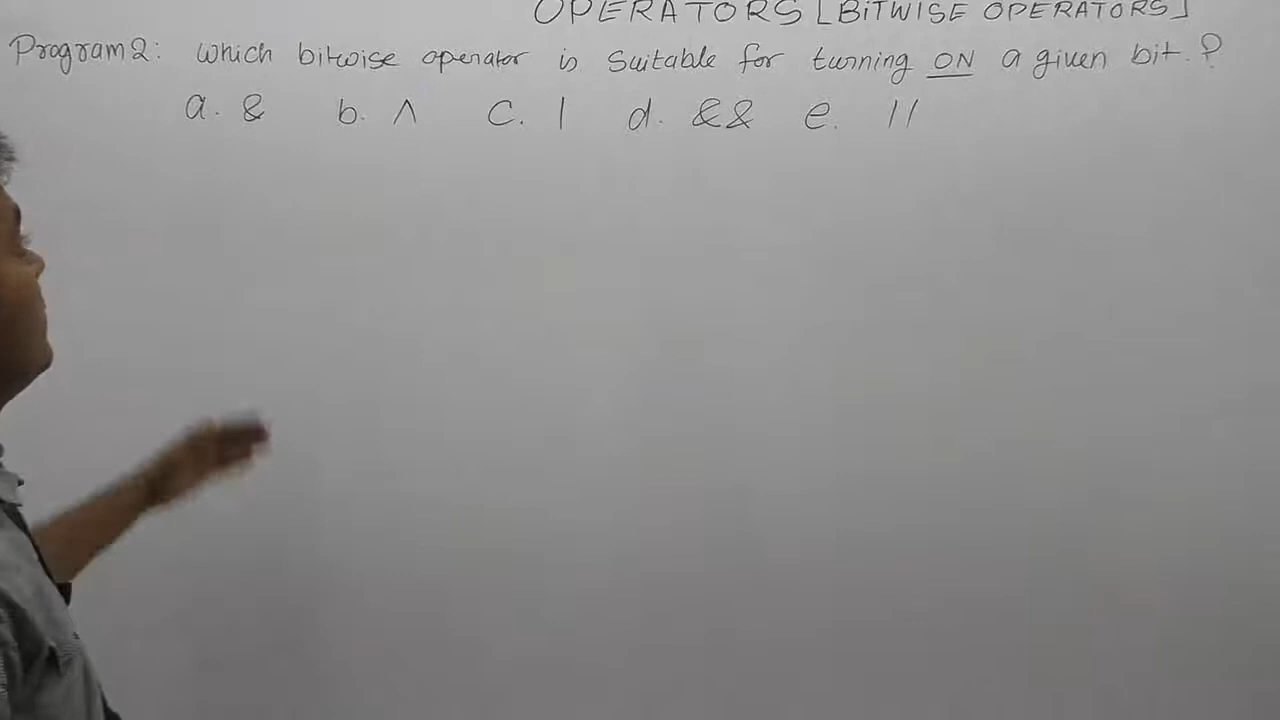 OPERATORS [BITWISE OPERATORS]
Program2: which bitwise operator is suitable for turning ON a given bit.?
a. & b. ^ c. | d. && e. ||